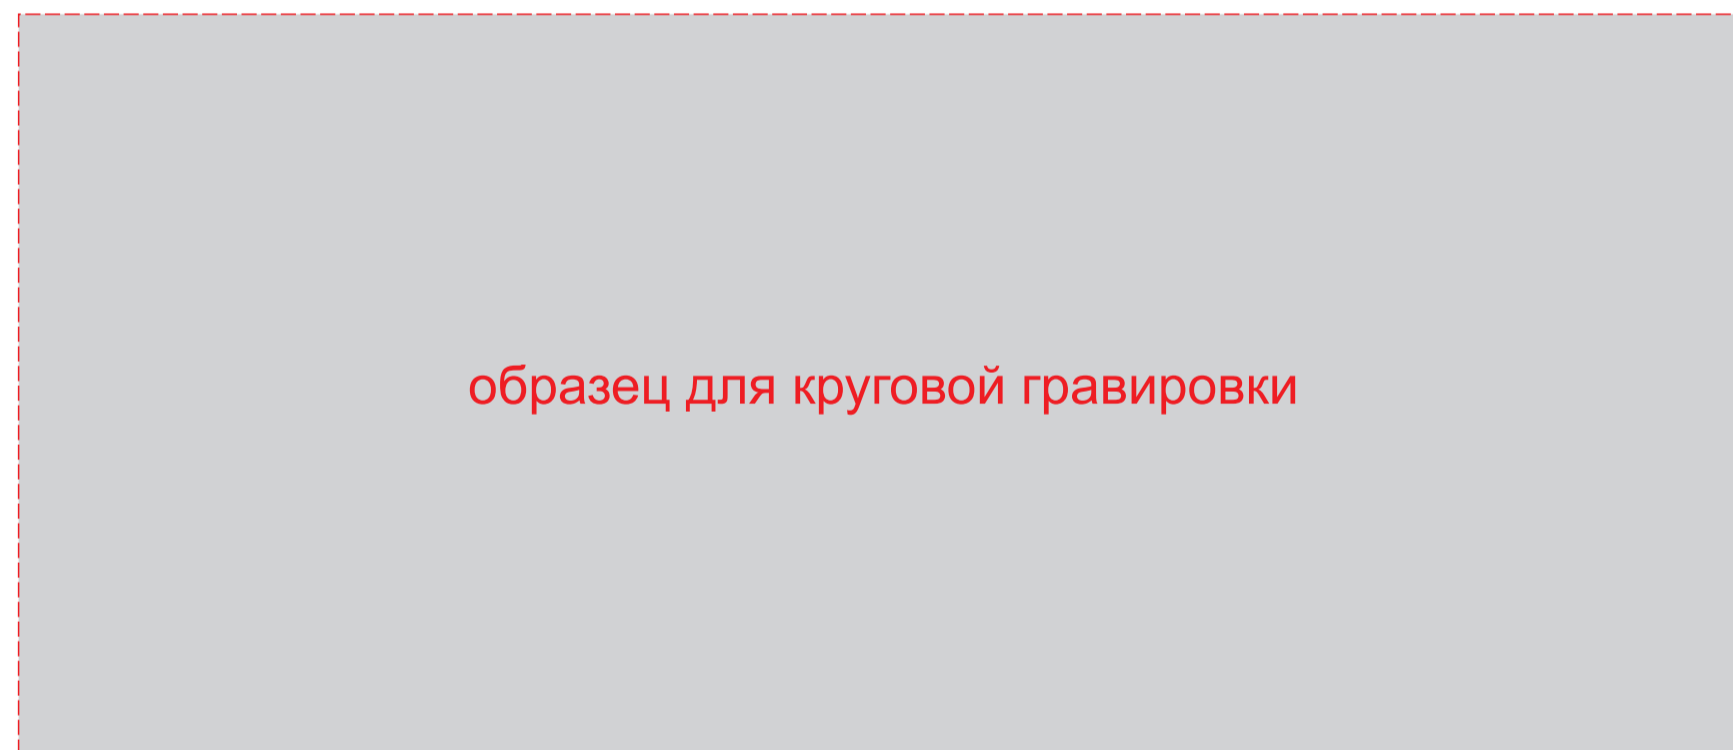 образец для круговой гравировки